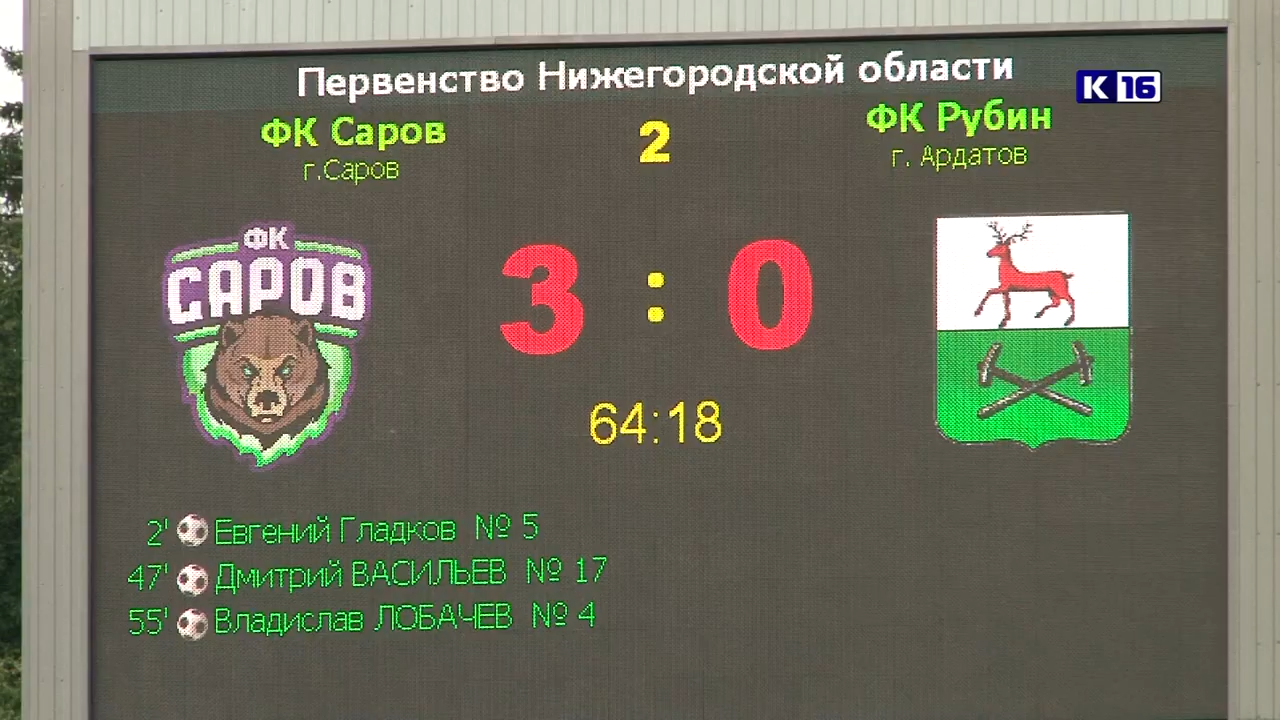 Первенство Нижегородской области
К 16
ФК Саров
2
ФК Рубин
г.Саров
г. Ардатов
ФК
САРОВ
3 : 0
64:18
2' Евгений Гладков № 5
47' Дмитрий ВАСИЛЬЕВ № 17
55' Владислав ЛОБАЧЕВ № 4